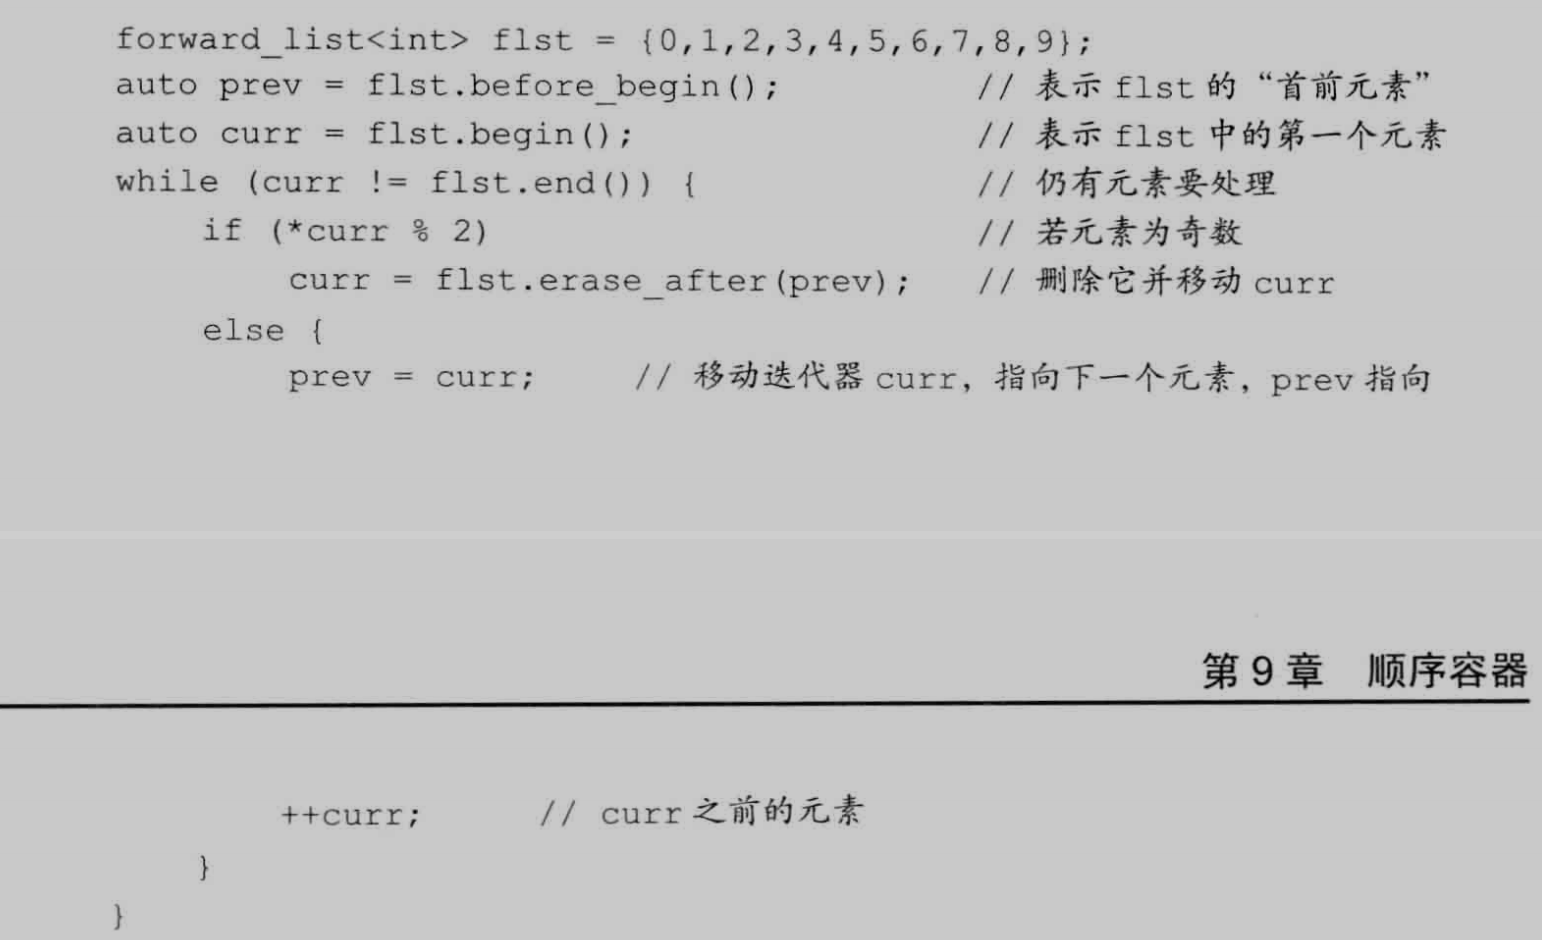 forward_list<int> flst = {0,1,2,3,4,5,6,7,8,9};
auto prev = flst.before_begin(); // 表示 flst 的“首前元素”
auto curr = flst.begin(); // 表示 flst 中的第一个元素
while (curr != flst.end()) { // 仍有元素要处理
if (*curr % 2) // 若元素为奇数
curr = flst.erase_after(prev); // 删除它并移动 curr
else {
prev = curr; // 移动迭代器 curr，指向下一个元素，prev 指向
第 9 章 顺序容器
++curr; // curr 之前的元素
}
}